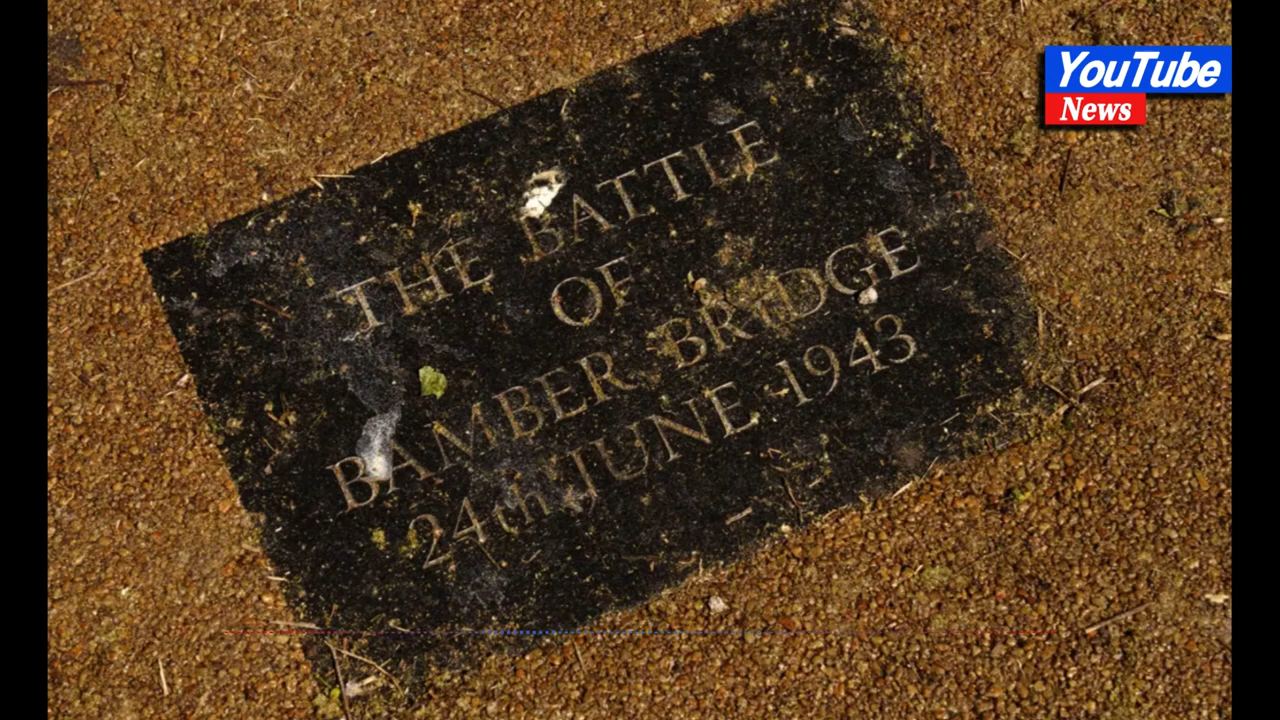 YouTube
News
THE BATTLE
OF
BAMBER BRIDGE
24th JUNE 1943